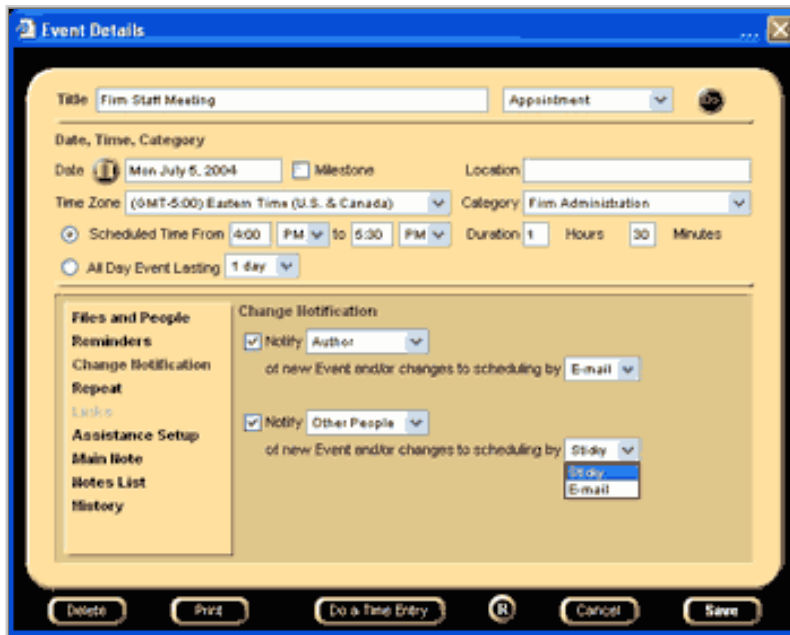 Event Details
Title Firm Staff Meeting Appointment Do
Date, Time, Category
Date Mon July 5, 2004 Milestone Location
Time Zone (GMT-5:00) Eastern Time (U.S. & Canada) Category Firm Administration
Scheduled Time From 4:00 PM to 5:30 PM Duration 1 Hours 30 Minutes
All Day Event Lasting 1 day
Files and People
Reminders
Change Notification
Repeat
Links
Assistance Setup
Main Note
Notes List
History
Change Notification
Notify Author
of new Event and/or changes to scheduling by E-mail
Notify Other People
of new Event and/or changes to scheduling by Sticky
Sticky
E-mail
Delete Print Do a Time Entry R Cancel Save